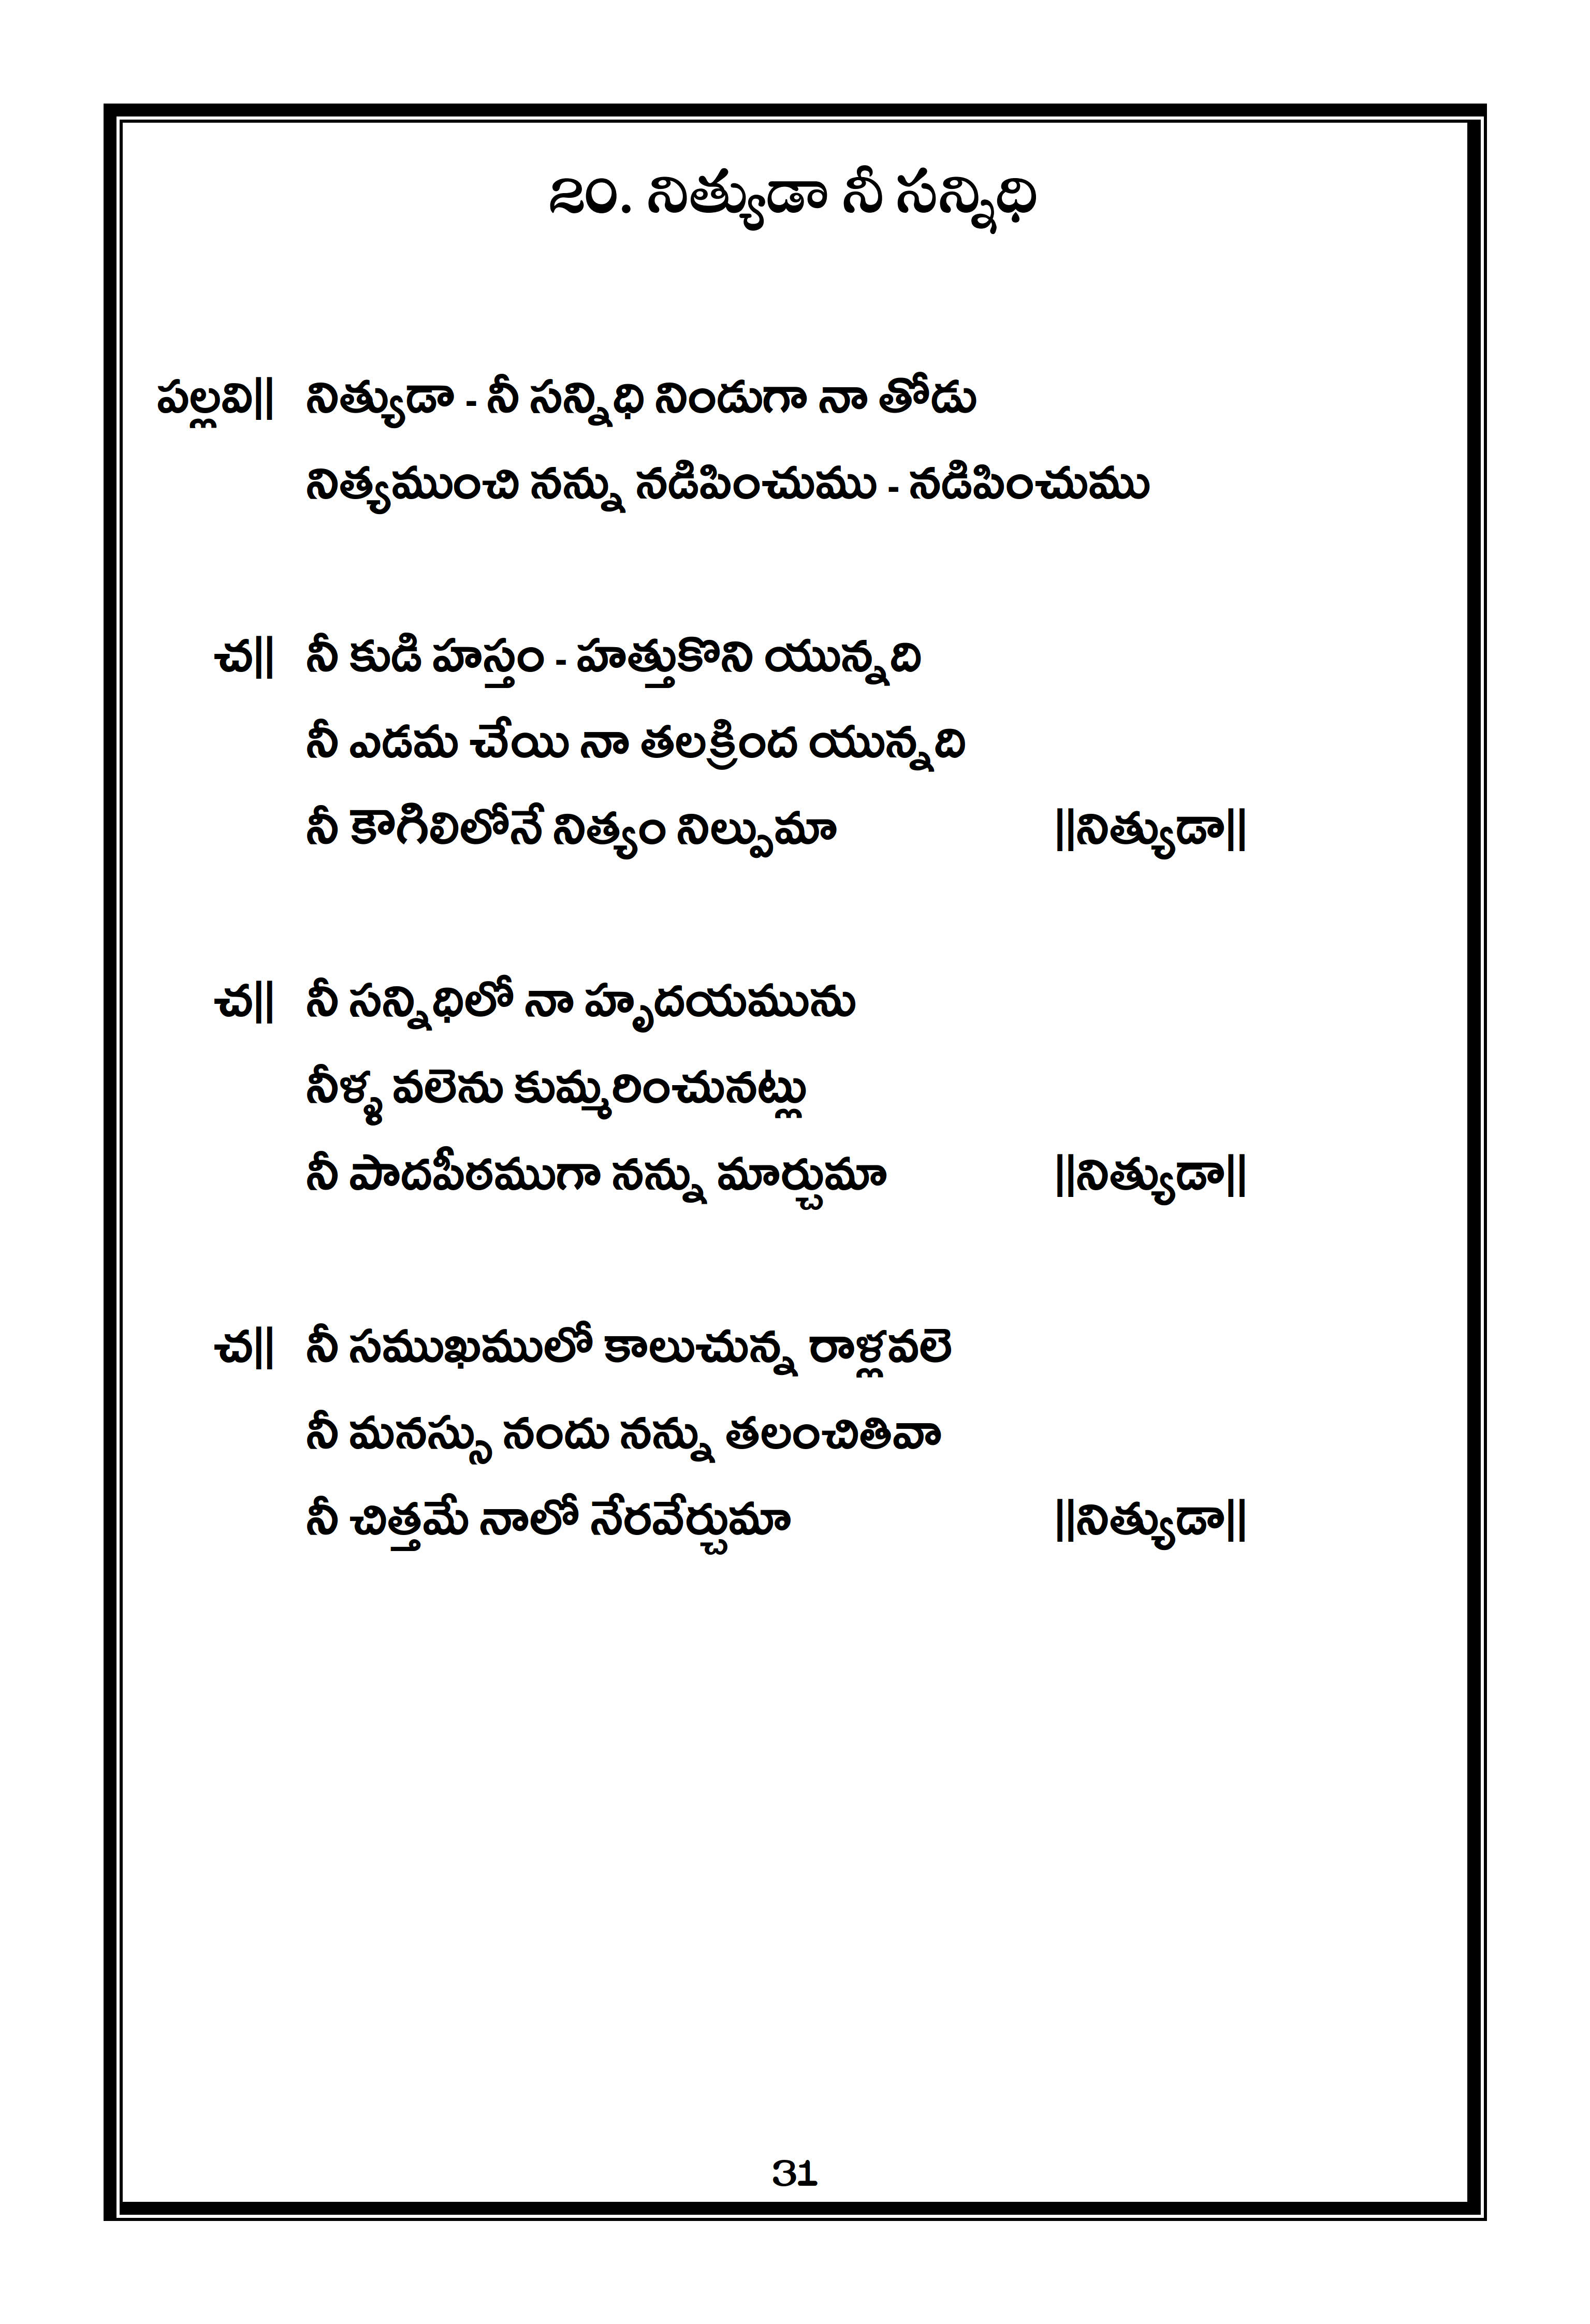 ౨౦. నిత్యుడా నీ సన్నిధి
పల్లవి|| నిత్యుడా - నీ సన్నిధి నిండుగా నా తోడు
నిత్యముంచి నన్ను నడిపించుము - నడిపించుము
చ|| నీ కుడి హస్తం - హత్తుకొని యున్నది
నీ ఎడమ చేయి నా తలక్రింద యున్నది
నీ కౌగిలిలోనే నిత్యం నిల్పుమా ||నిత్యుడా||
చ|| నీ సన్నిధిలో నా హృదయమును
నీళ్ళ వలెను కుమ్మరించునట్లు
నీ పాదపీఠముగా నన్ను మార్చుమా ||నిత్యుడా||
చ|| నీ సముఖములో కాలుచున్న రాళ్లవలె
నీ మనస్సు నందు నన్ను తలంచితివా
నీ చిత్తమే నాలో నేరవేర్చుమా ||నిత్యుడా||
31